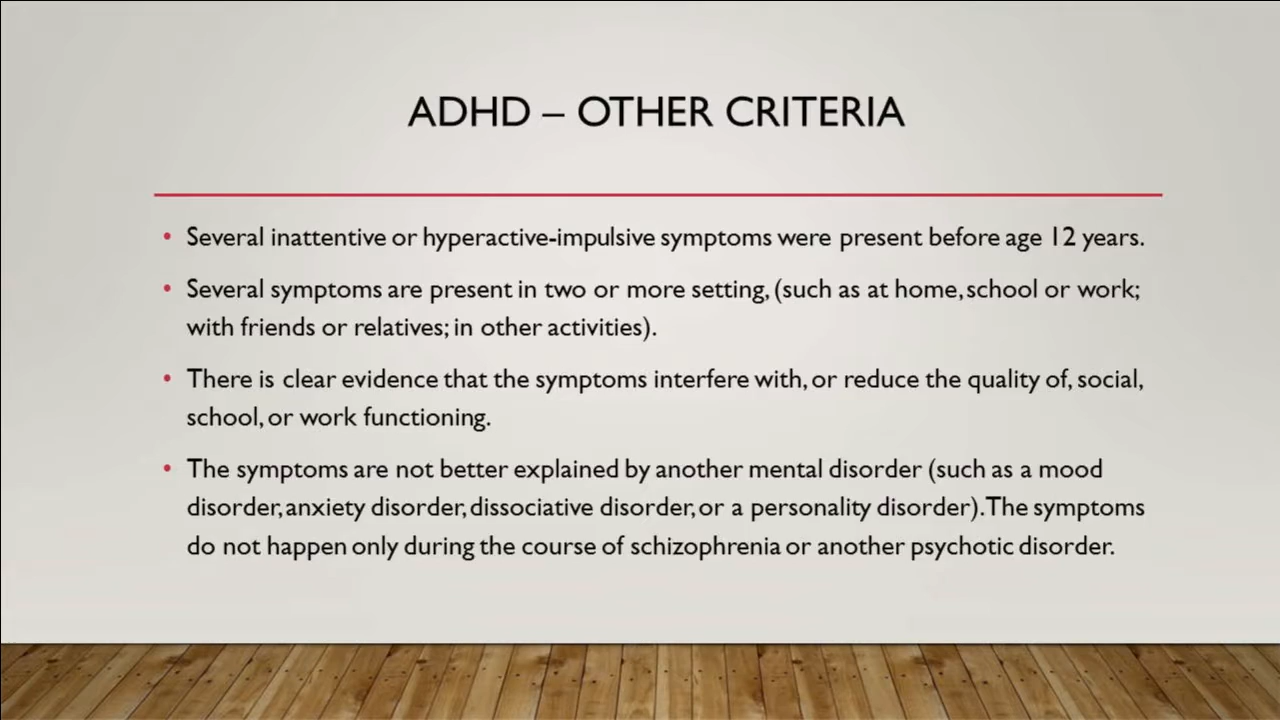 ADHD – OTHER CRITERIA
• Several inattentive or hyperactive-impulsive symptoms were present before age 12 years.
• Several symptoms are present in two or more setting, (such as at home, school or work;
with friends or relatives; in other activities).
• There is clear evidence that the symptoms interfere with, or reduce the quality of, social,
school, or work functioning.
• The symptoms are not better explained by another mental disorder (such as a mood
disorder, anxiety disorder, dissociative disorder, or a personality disorder). The symptoms
do not happen only during the course of schizophrenia or another psychotic disorder.